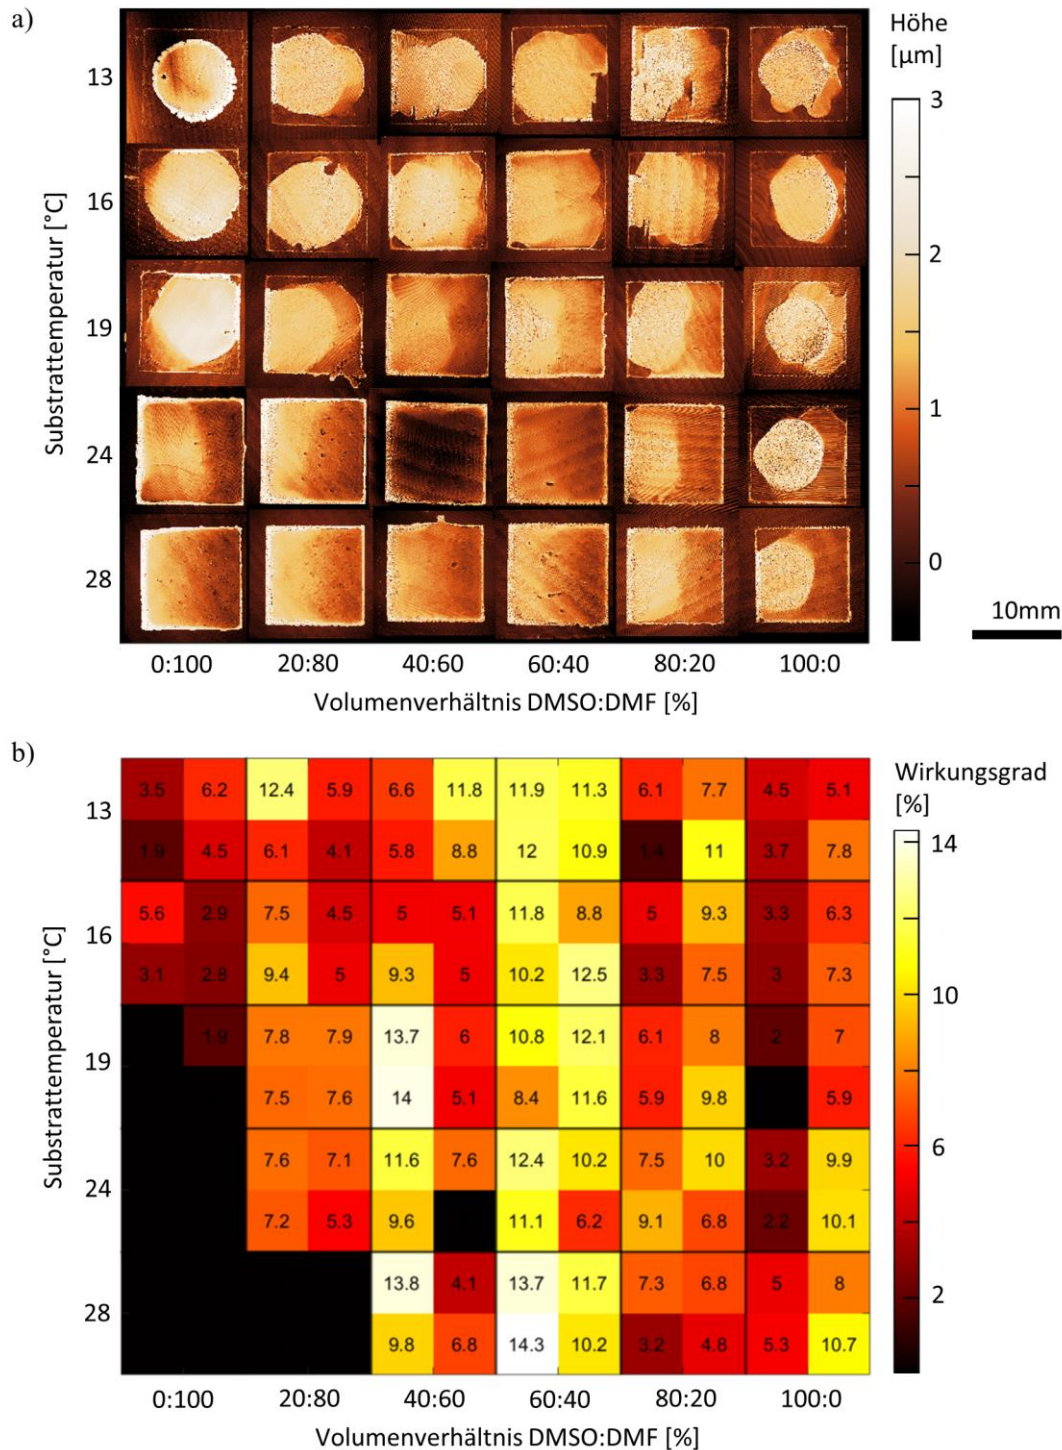 a)
Höhe
[µm]
3
2
1
0
10mm
Substrattemperatur [°C]
13
16
19
24
28
0:100 20:80 40:60 60:40 80:20 100:0
Volumenverhältnis DMSO:DMF [%]
b)
Wirkungsgrad
[%]
14
10
6
2
Substrattemperatur [°C]
13
16
19
24
28
3.5 6.2 12.4 5.9 6.6 11.8 11.9 11.3 6.1 7.7 4.5 5.1
1.9 4.5 6.1 4.1 5.8 8.8 12 10.9 1.4 11 3.7 7.8
5.6 2.9 7.5 4.5 5 5.1 11.8 8.8 5 9.3 3.3 6.3
3.1 2.8 9.4 5 9.3 5 10.2 12.5 3.3 7.5 3 7.3
1.9 7.8 7.9 13.7 6 10.8 12.1 6.1 8 2 7
7.5 7.6 14 5.1 8.4 11.6 5.9 9.8 5.9
7.6 7.1 11.6 7.6 12.4 10.2 7.5 10 3.2 9.9
7.2 5.3 9.6 11.1 6.2 9.1 6.8 2.2 10.1
13.8 4.1 13.7 11.7 7.3 6.8 5 8
9.8 6.8 14.3 10.2 3.2 4.8 5.3 10.7
0:100 20:80 40:60 60:40 80:20 100:0
Volumenverhältnis DMSO:DMF [%]